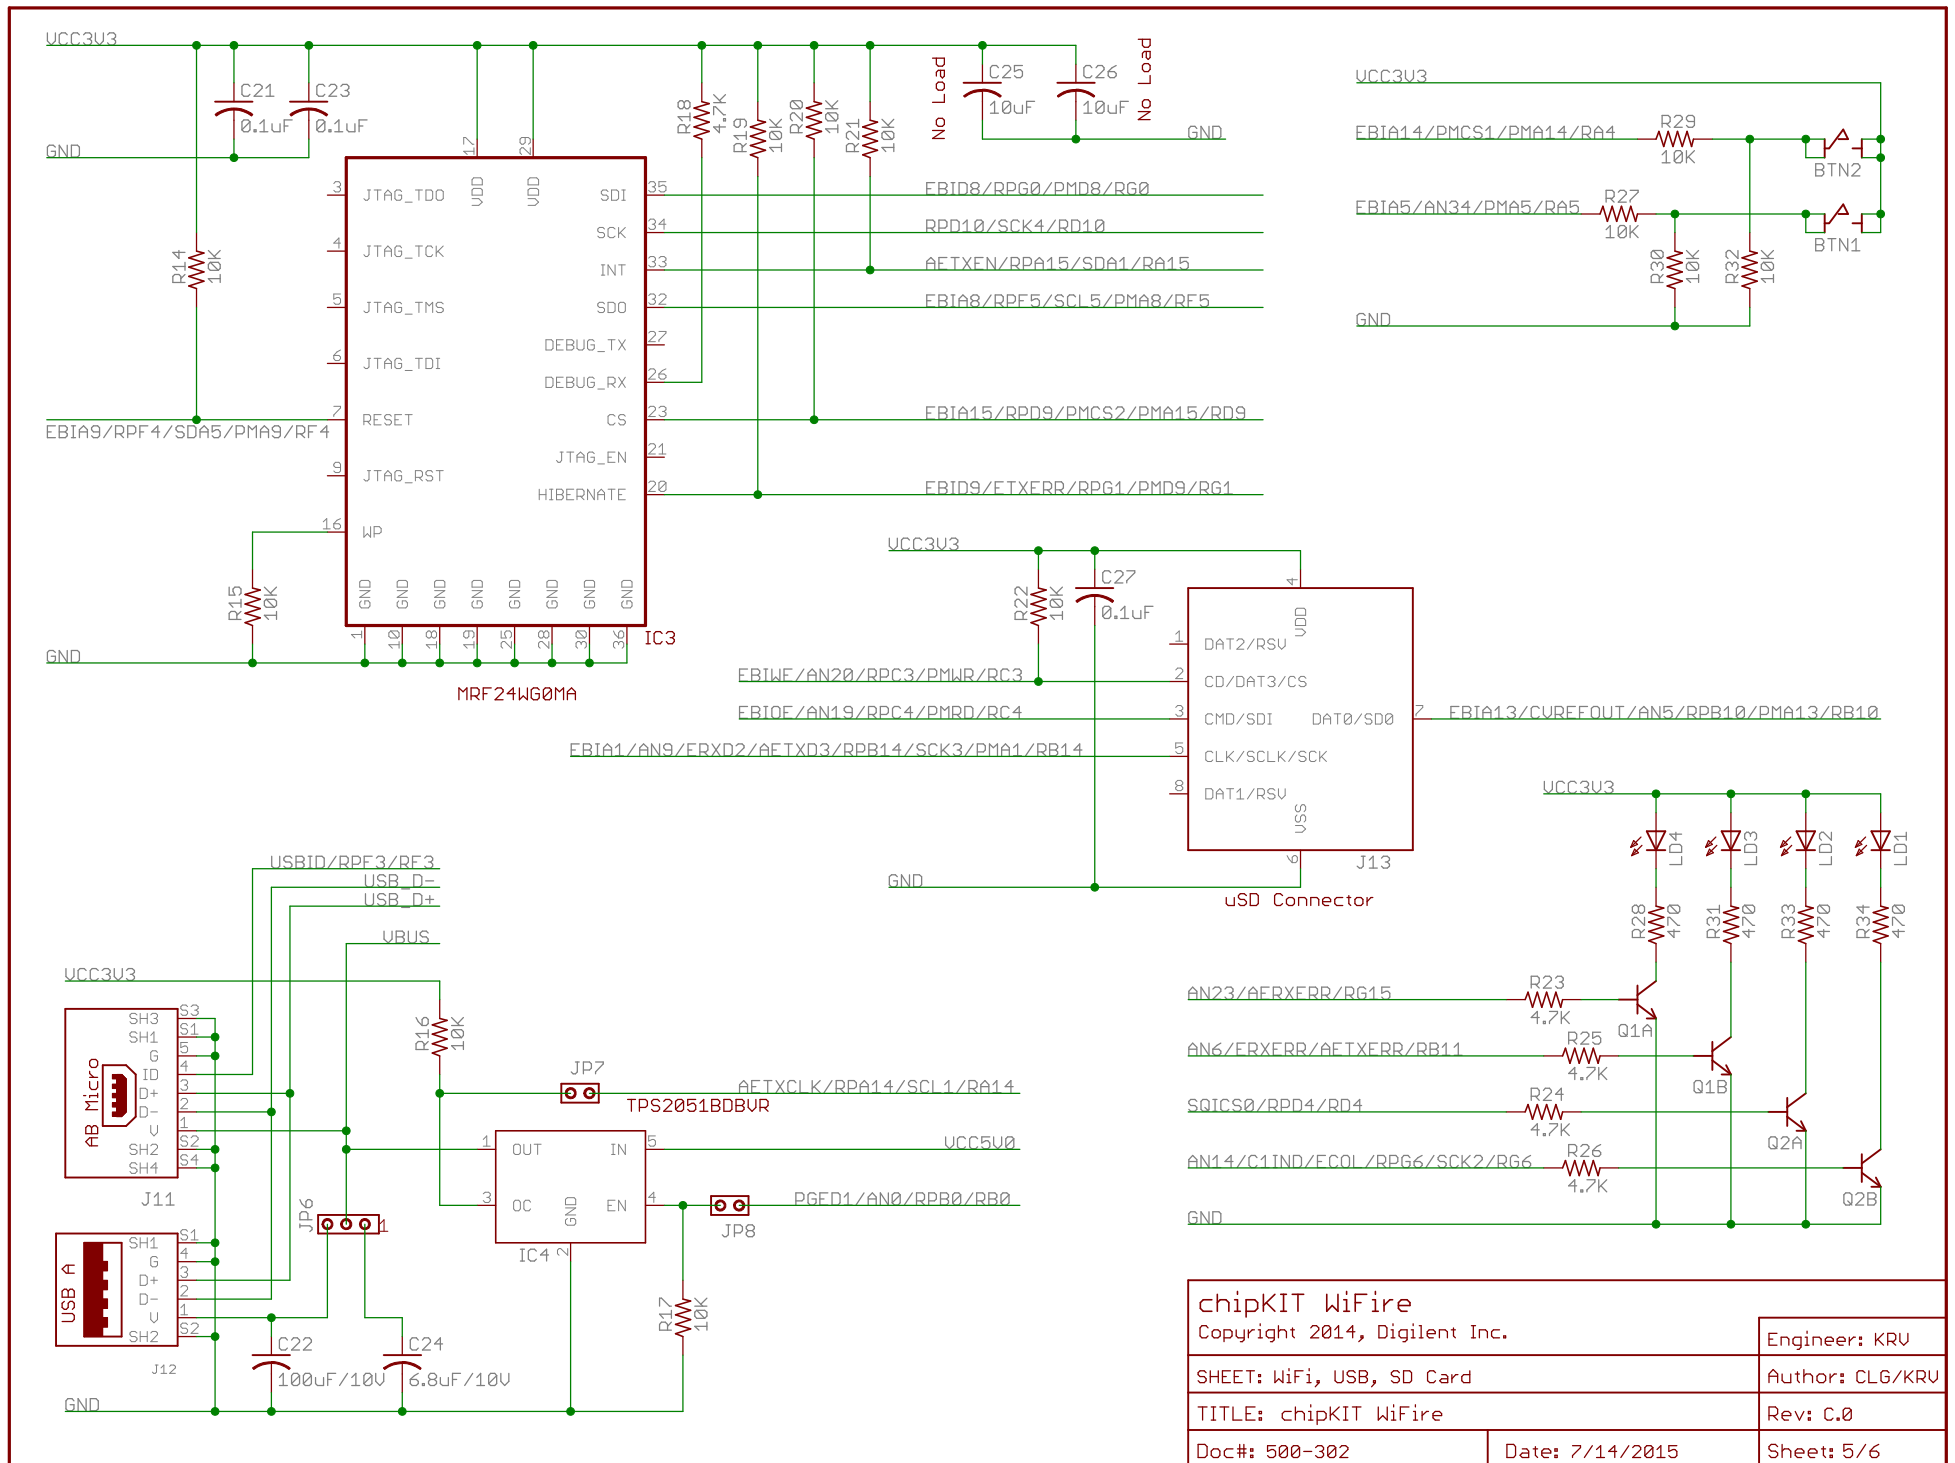 VCC3V3
C21
0.1uF
C23
0.1uF
GND
R14
10K
17
29
VDD
VDD
R18
4.7K
R19
10K
R20
10K
R21
10K
No Load
C25
10uF
C26
10uF
No Load
GND
3
JTAG_TDO
4
JTAG_TCK
5
JTAG_TMS
6
JTAG_TDI
7
RESET
EBIA9/RPF4/SDA5/PMA9/RF4
9
JTAG_RST
16
WP
R15
10K
GND
SDI
35
EBID8/RPG0/PMD8/RG0
SCK
34
RPD10/SCK4/RD10
INT
33
AETXEN/RPA15/SDA1/RA15
SDO
32
EBIA8/RPF5/SCL5/PMA8/RF5
DEBUG_TX
27
DEBUG_RX
26
CS
23
EBIA15/RPD9/PMCS2/PMA15/RD9
JTAG_EN
21
HIBERNATE
20
EBID9/ETXERR/RPG1/PMD9/RG1
GND
GND
GND
GND
GND
GND
GND
GND
1
10
18
19
25
28
30
36
IC3
MRF24WG0MA
VCC3V3
EBIA14/PMCS1/PMA14/RA4
R29
10K
BTN2
EBIA5/AN34/PMA5/RA5
R27
10K
BTN1
R30
10K
R32
10K
GND
VCC3V3
R22
10K
C27
0.1uF
4
VDD
1
DAT2/RSV
EBIWE/AN20/RPC3/PMWR/RC3
2
CD/DAT3/CS
EBIOE/AN19/RPC4/PMRD/RC4
3
CMD/SDI
DAT0/SD0
7
EBIA13/CVREFOUT/AN5/RPB10/PMA13/RB10
EBIA1/AN9/ERXD2/AETXD3/RPB14/SCK3/PMA1/RB14
5
CLK/SCLK/SCK
8
DAT1/RSV
VSS
6
J13
GND
uSD Connector
VCC3V3
LD4
LD3
LD2
LD1
R28
470
R31
470
R33
470
R34
470
AN23/AERXERR/RG15
R23
4.7K
Q1A
AN6/ERXERR/AETXERR/RB11
R25
4.7K
Q1B
SQICS0/RPD4/RD4
R24
4.7K
Q2A
AN14/C1IND/ECOL/RPG6/SCK2/RG6
R26
4.7K
Q2B
GND
USBID/RPF3/RF3
USB_D-
USB_D+
VBUS
VCC3V3
R16
10K
AB Micro
SH3
S3
SH1
S1
G
5
ID
4
D+
3
D-
2
V
1
SH2
S2
SH4
S4
J11
JP7
AETXCLK/RPA14/SCL1/RA14
TPS2051BDBVR
1
OUT
IN
5
VCC5V0
3
OC
GND
EN
4
PGED1/AN0/RPB0/RB0
JP8
IC4
2
JP6
1
R17
10K
USB A
SH1
S1
G
4
D+
3
D-
2
V
1
SH2
S2
J12
C22
100uF/10V
C24
6.8uF/10V
GND
chipKIT WiFire
Copyright 2014, Digilent Inc.
Engineer: KRV
SHEET: WiFi, USB, SD Card
Author: CLG/KRV
TITLE: chipKIT WiFire
Rev: C.0
Doc#: 500-302
Date: 7/14/2015
Sheet: 5/6